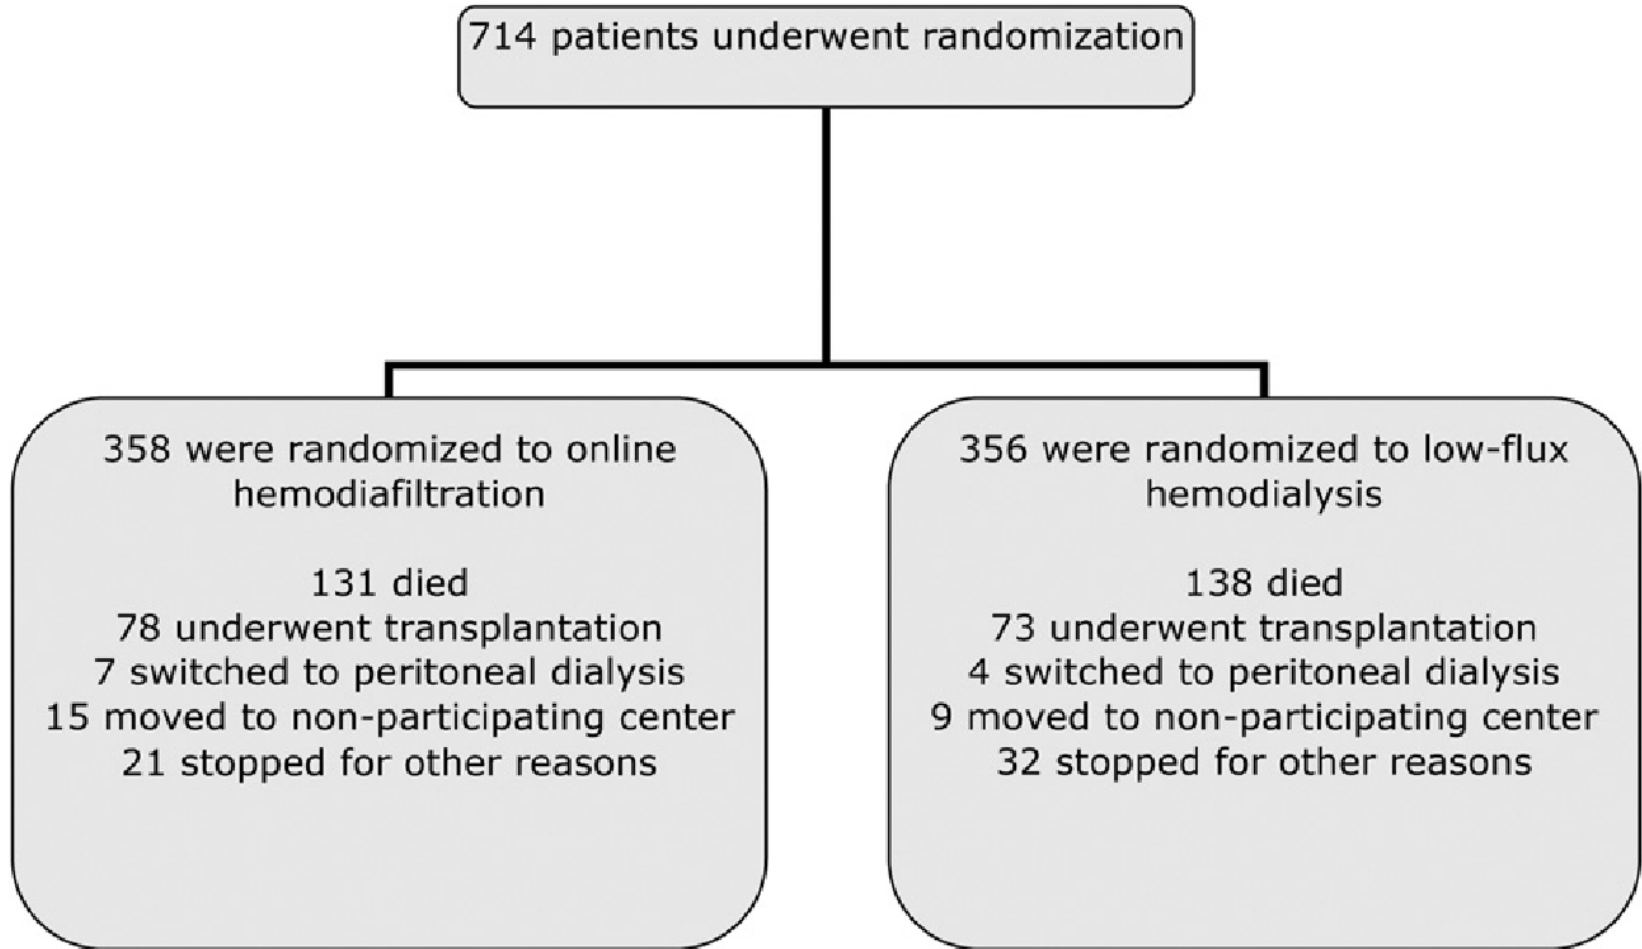 714 patients underwent randomization
358 were randomized to online
hemodiafiltration
131 died
78 underwent transplantation
7 switched to peritoneal dialysis
15 moved to non-participating center
21 stopped for other reasons
356 were randomized to low-flux
hemodialysis
138 died
73 underwent transplantation
4 switched to peritoneal dialysis
9 moved to non-participating center
32 stopped for other reasons